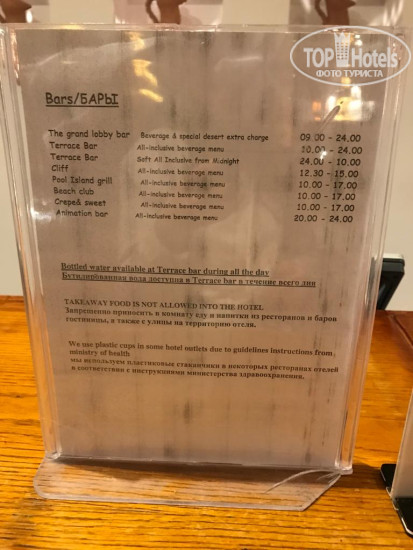 TOPHotels
ФОТО ТУРИСТА
Bars/БАРЫ
The grand lobby bar Beverage & special desert extra charge 09.00 - 24.00
Terrace Bar All-inclusive beverage menu 10.00 - 24.00
Terrace Bar Soft All Inclusive from Midnight 24.00 - 10.00
Cliff All-inclusive beverage menu 12.30 - 15.00
Pool Island grill All-inclusive beverage menu 10.00 - 17.00
Beach club All-inclusive beverage menu 10.00 - 17.00
Crepe& sweet All-inclusive beverage menu 10.00 - 17.00
Animation bar All-inclusive beverage menu 20.00 - 24.00
Bottled water available at Terrace bar during all the day
Бутилированная вода доступна в Terrace bar в течение всего дня
TAKEAWAY FOOD IS NOT ALLOWED INTO THE HOTEL
Запрешено приносить в комнату еду и напитки из ресторанов и баров
гостиницы, а также с улицы на территорию отеля.
We use plastic cups in some hotel outlets due to guidelines instructions from
ministry of health
мы используем пластиковые стаканчики в некоторых ресторанах отелей
в соответствии с инструкциями министерства здравоохранения.